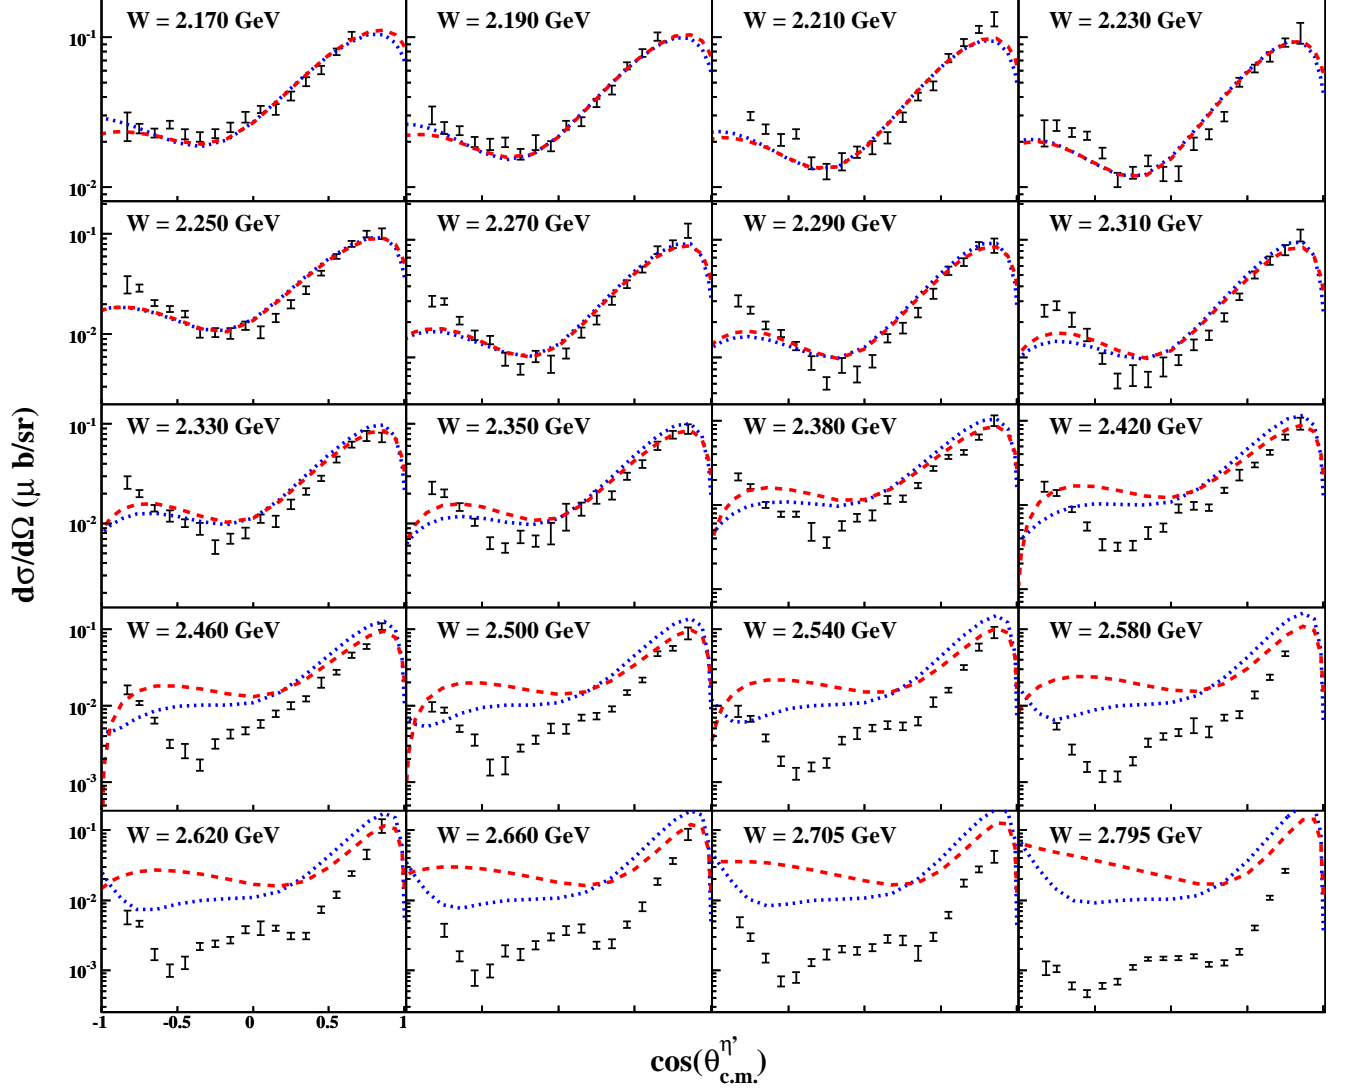 W = 2.170 GeV W = 2.190 GeV W = 2.210 GeV W = 2.230 GeV
10⁻¹
10⁻²
W = 2.250 GeV W = 2.270 GeV W = 2.290 GeV W = 2.310 GeV
10⁻¹
10⁻²
W = 2.330 GeV W = 2.350 GeV W = 2.380 GeV W = 2.420 GeV
10⁻¹
10⁻²
W = 2.460 GeV W = 2.500 GeV W = 2.540 GeV W = 2.580 GeV
10⁻¹
10⁻²
10⁻³
W = 2.620 GeV W = 2.660 GeV W = 2.705 GeV W = 2.795 GeV
10⁻¹
10⁻²
10⁻³
-1 -0.5 0 0.5 1
dσ/dΩ (μ b/sr)
cos(θ^η'_c.m.)